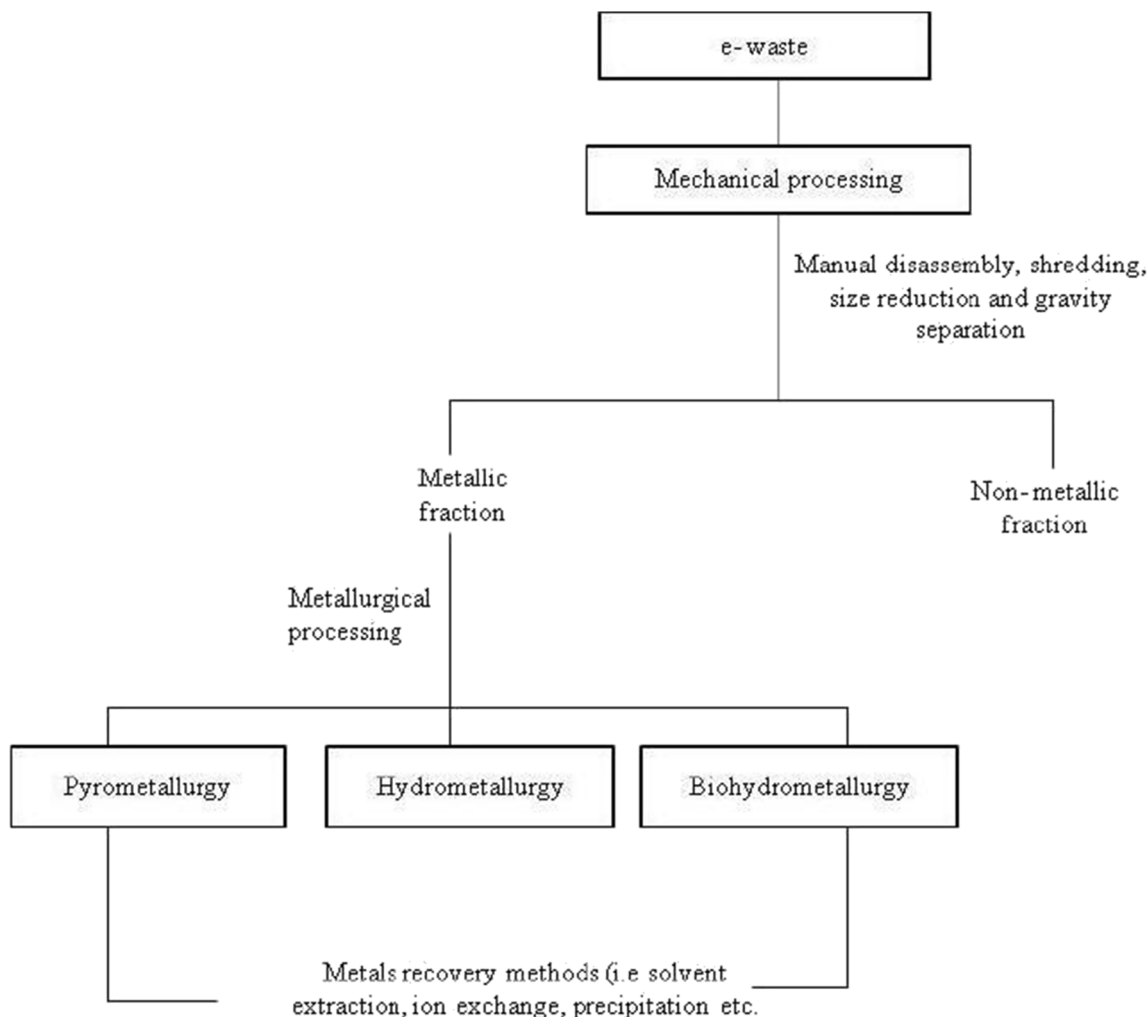 e-waste
Mechanical processing
Manual disassembly, shredding,
size reduction and gravity
separation
Metallic
fraction
Non-metallic
fraction
Metallurgical
processing
Pyrometallurgy
Hydrometallurgy
Biohydrometallurgy
Metals recovery methods (i.e solvent
extraction, ion exchange, precipitation etc.